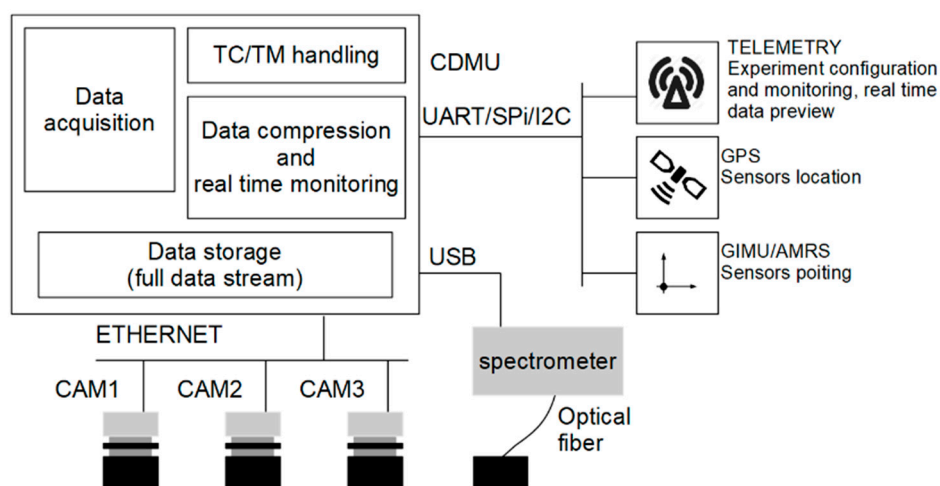 Data
acquisition
TC/TM handling
Data compression
and
real time monitoring
Data storage
(full data stream)
CDMU
UART/SPi/I2C
USB
TELEMETRY
Experiment configuration
and monitoring, real time
data preview
GPS
Sensors location
GIMU/AMRS
Sensors poiting
ETHERNET
CAM1
CAM2
CAM3
spectrometer
Optical
fiber